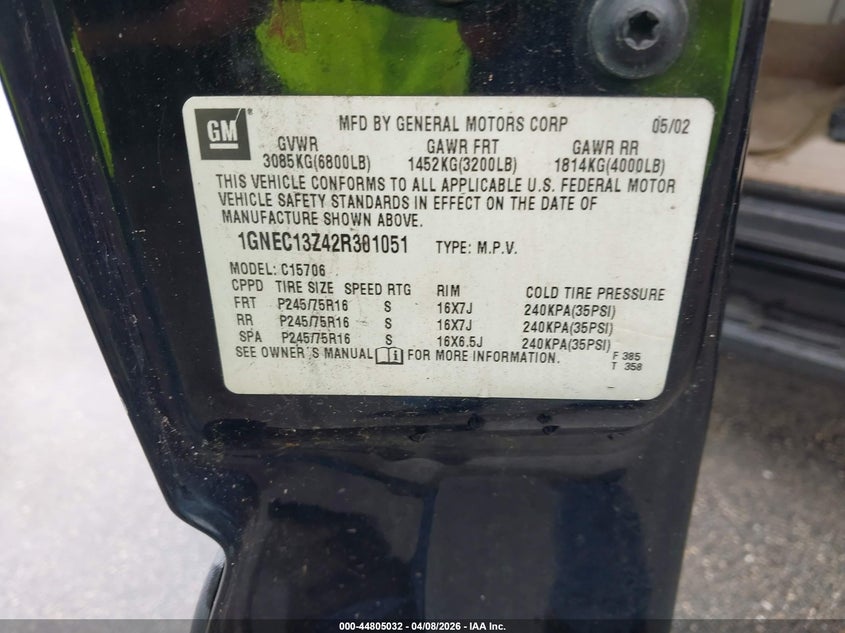 GM ®
MFD BY GENERAL MOTORS CORP 05/02
GVWR GAWR FRT GAWR RR
3085KG(6800LB) 1452KG(3200LB) 1814KG(4000LB)
THIS VEHICLE CONFORMS TO ALL APPLICABLE U.S. FEDERAL MOTOR
VEHICLE SAFETY STANDARDS IN EFFECT ON THE DATE OF
MANUFACTURE SHOWN ABOVE.
1GNEC13Z42R301051 TYPE: M.P.V.
MODEL: C15706
CPPD TIRE SIZE SPEED RTG RIM COLD TIRE PRESSURE
FRT P245/75R16 S 16X7J 240KPA(35PSI)
RR P245/75R16 S 16X7J 240KPA(35PSI)
SPA P245/75R16 S 16X6.5J 240KPA(35PSI)
SEE OWNER'S MANUAL i FOR MORE INFORMATION. F 385
T 358
000-44805032 - 04/08/2026 - IAA Inc.